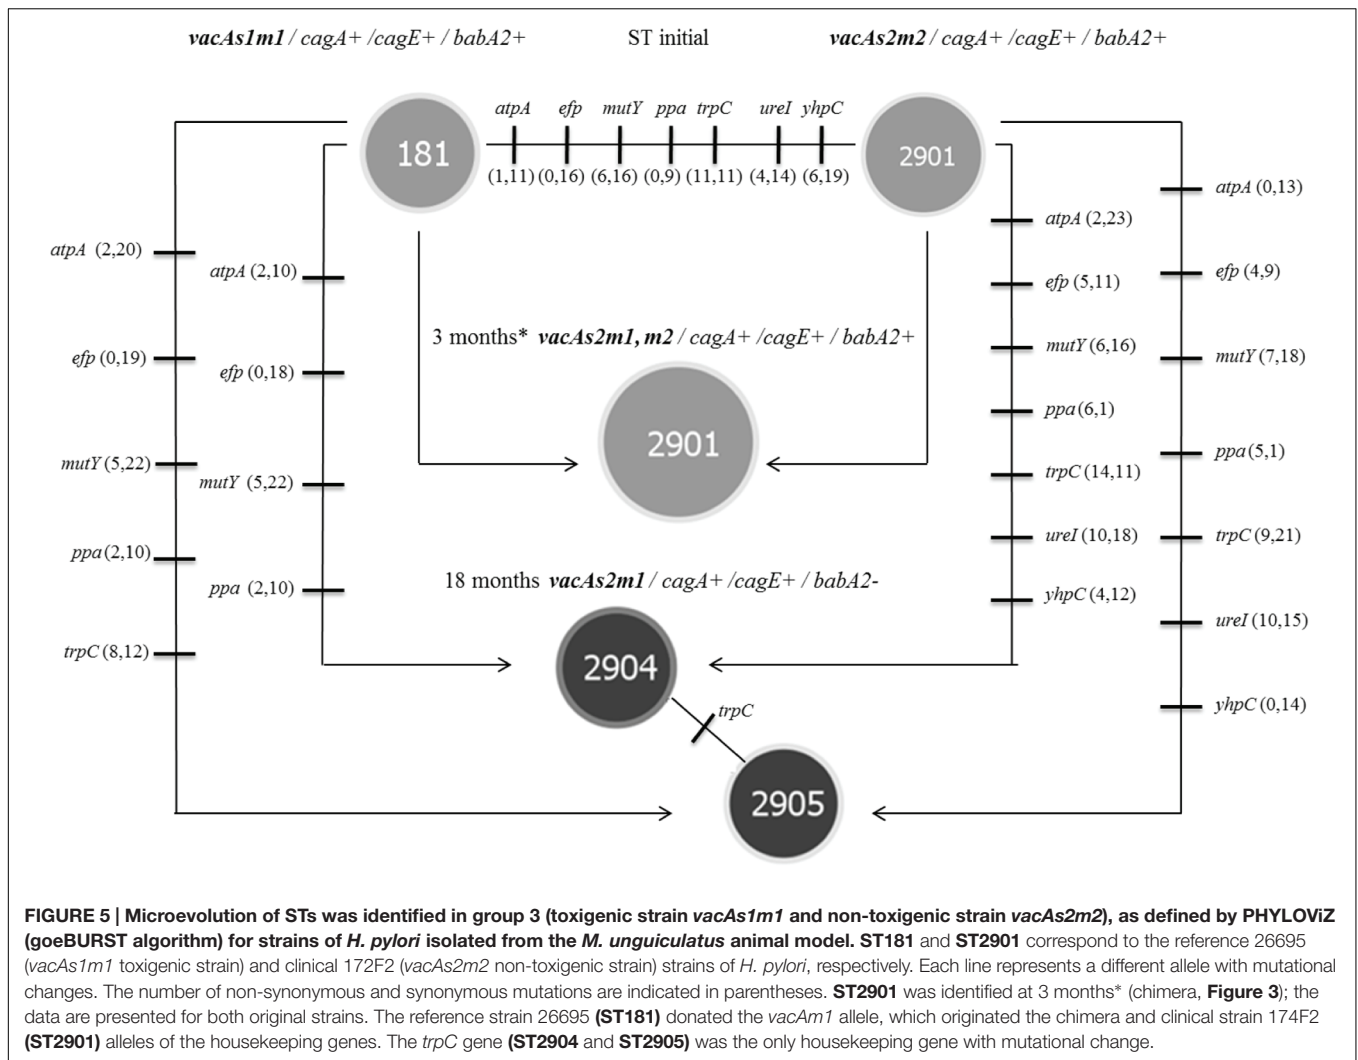 vacAs1m1 / cagA+ /cagE+ / babA2+ ST initial vacAs2m2 / cagA+ /cagE+ / babA2+
atpA efp mutY ppa trpC ureI yhpC
181 2901
(1,11) (0,16) (6,16) (0,9) (11,11) (4,14) (6,19)
atpA (2,20)
efp (0,19)
mutY (5,22)
ppa (2,10)
trpC (8,12)
atpA (2,10)
efp (0,18)
mutY (5,22)
ppa (2,10)
3 months* vacAs2m1, m2 / cagA+ /cagE+ / babA2+
2901
18 months vacAs2m1 / cagA+ /cagE+ / babA2-
2904
trpC
2905
atpA (2,23)
efp (5,11)
mutY (6,16)
ppa (6,1)
trpC (14,11)
ureI (10,18)
yhpC (4,12)
atpA (0,13)
efp (4,9)
mutY (7,18)
ppa (5,1)
trpC (9,21)
ureI (10,15)
yhpC (0,14)
FIGURE 5 | Microevolution of STs was identified in group 3 (toxigenic strain vacAs1m1 and non-toxigenic strain vacAs2m2), as defined by PHYLOViZ
(goeBURST algorithm) for strains of H. pylori isolated from the M. unguiculatus animal model. ST181 and ST2901 correspond to the reference 26695
(vacAs1m1 toxigenic strain) and clinical 172F2 (vacAs2m2 non-toxigenic strain) strains of H. pylori, respectively. Each line represents a different allele with mutational
changes. The number of non-synonymous and synonymous mutations are indicated in parentheses. ST2901 was identified at 3 months* (chimera, Figure 3); the
data are presented for both original strains. The reference strain 26695 (ST181) donated the vacAm1 allele, which originated the chimera and clinical strain 174F2
(ST2901) alleles of the housekeeping genes. The trpC gene (ST2904 and ST2905) was the only housekeeping gene with mutational change.